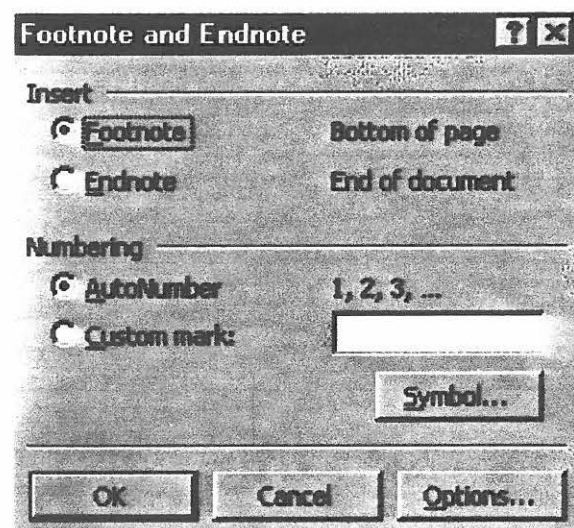 Footnote and Endnote ? X
Insert
Footnote Bottom of page
Endnote End of document
Numbering
AutoNumber 1, 2, 3, ...
Custom mark:
Symbol...
OK Cancel Options...